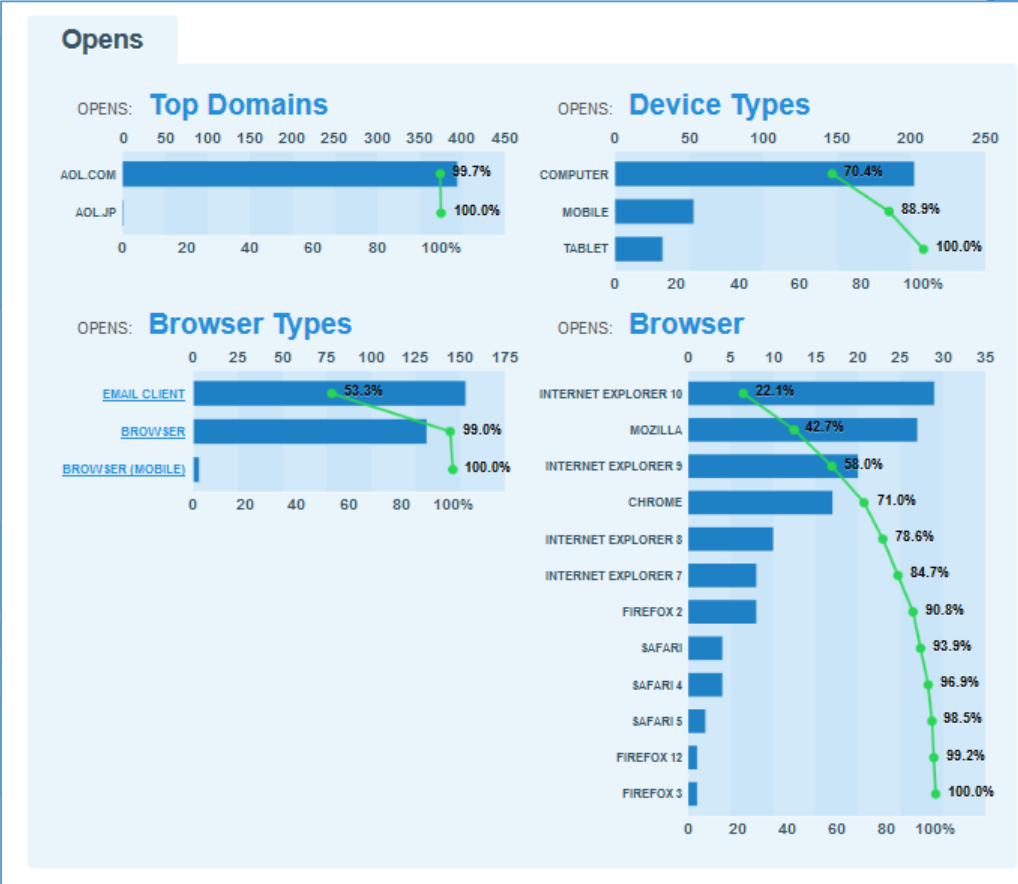 Opens
OPENS: Top Domains
0 50 100 150 200 250 300 350 400 450
AOL.COM 99.7%
AOL.JP 100.0%
0 20 40 60 80 100%
OPENS: Device Types
0 50 100 150 200 250
COMPUTER 70.4%
MOBILE 88.9%
TABLET 100.0%
0 20 40 60 80 100%
OPENS: Browser Types
0 25 50 75 100 125 150 175
EMAIL CLIENT 53.3%
BROWSER 99.0%
BROWSER (MOBILE) 100.0%
0 20 40 60 80 100%
OPENS: Browser
0 5 10 15 20 25 30 35
INTERNET EXPLORER 10 22.1%
MOZILLA 42.7%
INTERNET EXPLORER 9 58.0%
CHROME 71.0%
INTERNET EXPLORER 8 78.6%
INTERNET EXPLORER 7 84.7%
FIREFOX 2 90.8%
SAFARI 93.9%
SAFARI 4 96.9%
SAFARI 5 98.5%
FIREFOX 12 99.2%
FIREFOX 3 100.0%
0 20 40 60 80 100%